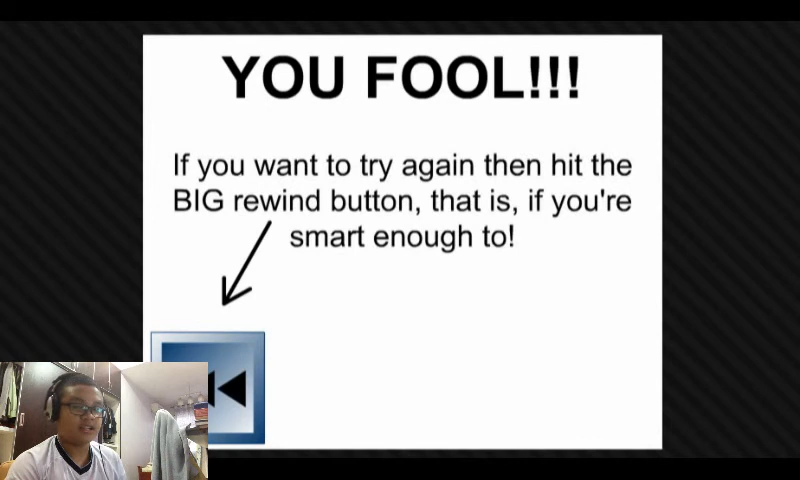 YOU FOOL!!!
If you want to try again then hit the
BIG rewind button, that is, if you're
smart enough to!